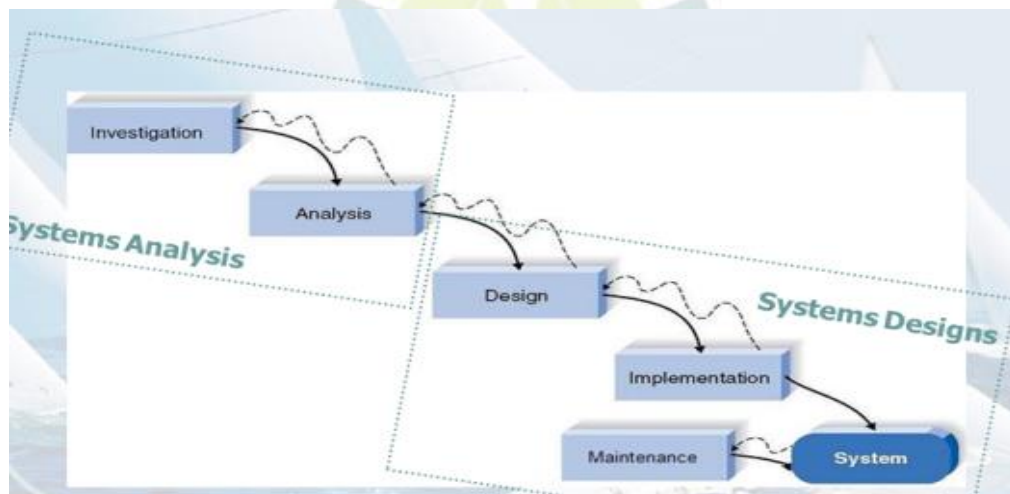 Investigation
Analysis
Systems Analysis
Design
Systems Designs
Implementation
Maintenance
System